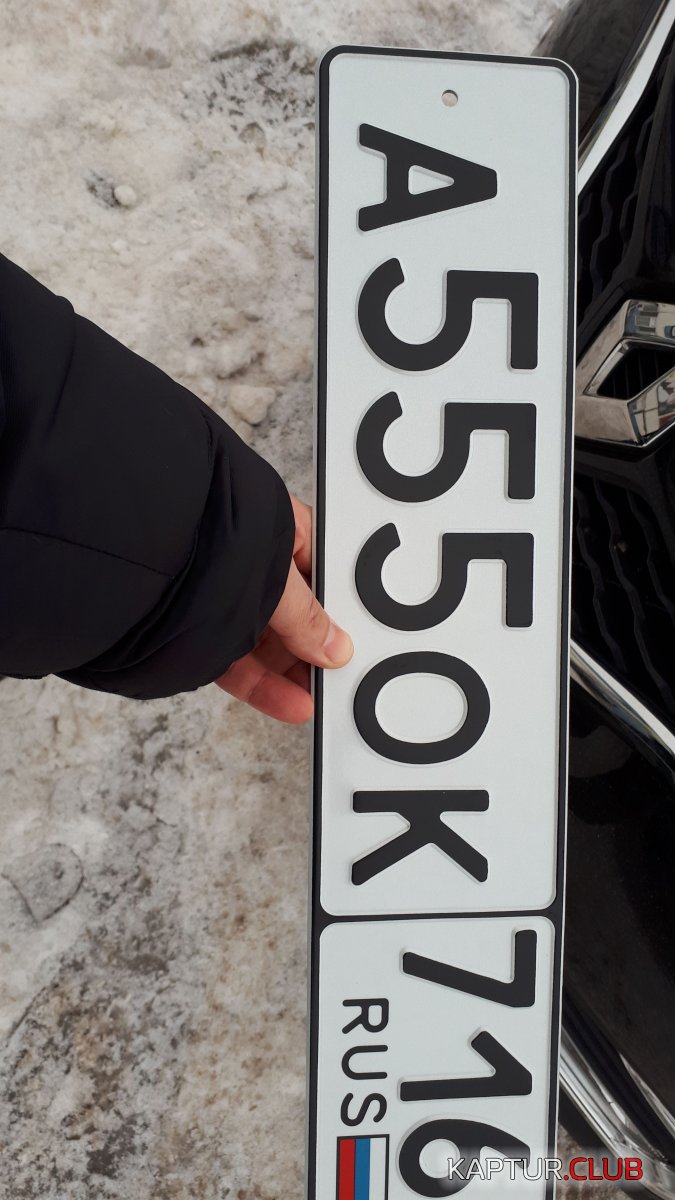 А555ОК
716
RUS
KAPTUR.CLUB